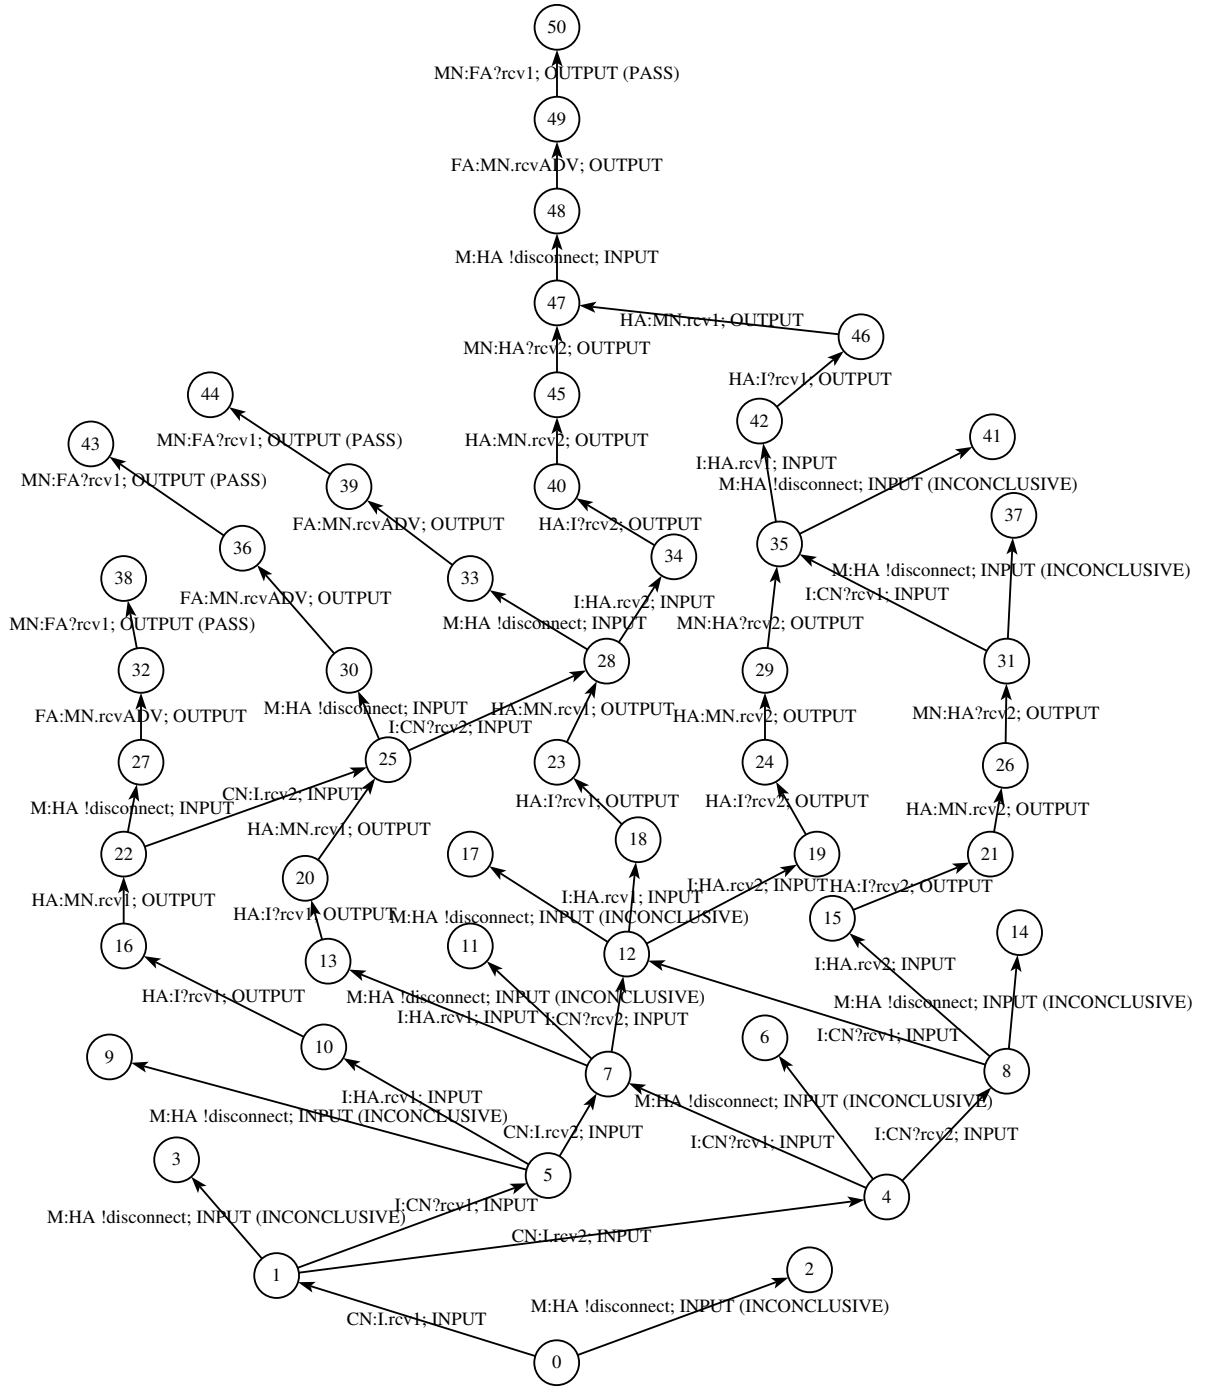 50
MN:FA?rcv1; OUTPUT (PASS)
49
FA:MN.rcvADV; OUTPUT
48
M:HA !disconnect; INPUT
47
HA:MN.rcv1; OUTPUT
46
MN:HA?rcv2; OUTPUT
HA:I?rcv1; OUTPUT
44
45
42
MN:FA?rcv1; OUTPUT (PASS)
HA:MN.rcv2; OUTPUT
41
43
I:HA.rcv1; INPUT
MN:FA?rcv1; OUTPUT (PASS)
M:HA !disconnect; INPUT (INCONCLUSIVE)
39
40
37
FA:MN.rcvADV; OUTPUT
HA:I?rcv2; OUTPUT
36
35
34
M:HA !disconnect; INPUT (INCONCLUSIVE)
38
33
I:CN?rcv1; INPUT
FA:MN.rcvADV; OUTPUT
I:HA.rcv2; INPUT
MN:FA?rcv1; OUTPUT (PASS)
M:HA !disconnect; INPUT
MN:HA?rcv2; OUTPUT
32
30
28
29
31
M:HA !disconnect; INPUT
HA:MN.rcv1; OUTPUT
FA:MN.rcvADV; OUTPUT
I:CN?rcv2; INPUT
HA:MN.rcv2; OUTPUT
MN:HA?rcv2; OUTPUT
27
25
23
24
26
CN:I.rcv2; INPUT
M:HA !disconnect; INPUT
HA:I?rcv1; OUTPUT
HA:I?rcv2; OUTPUT
HA:MN.rcv2; OUTPUT
HA:MN.rcv1; OUTPUT
22
17
18
19
21
20
HA:MN.rcv1; OUTPUT
I:HA.rcv1; INPUT
I:HA.rcv2; INPUT
HA:I?rcv2; OUTPUT
HA:I?rcv1; OUTPUT
M:HA !disconnect; INPUT (INCONCLUSIVE)
15
16
13
11
12
14
I:HA.rcv2; INPUT
HA:I?rcv1; OUTPUT
M:HA !disconnect; INPUT (INCONCLUSIVE)
M:HA !disconnect; INPUT (INCONCLUSIVE)
I:HA.rcv1; INPUT
I:CN?rcv2; INPUT
I:CN?rcv1; INPUT
9
10
6
7
8
I:HA.rcv1; INPUT
M:HA !disconnect; INPUT (INCONCLUSIVE)
M:HA !disconnect; INPUT (INCONCLUSIVE)
CN:I.rcv2; INPUT
I:CN?rcv1; INPUT
I:CN?rcv2; INPUT
3
5
4
M:HA !disconnect; INPUT (INCONCLUSIVE)
I:CN?rcv1; INPUT
CN:I.rcv2; INPUT
1
2
CN:I.rcv1; INPUT
M:HA !disconnect; INPUT (INCONCLUSIVE)
0